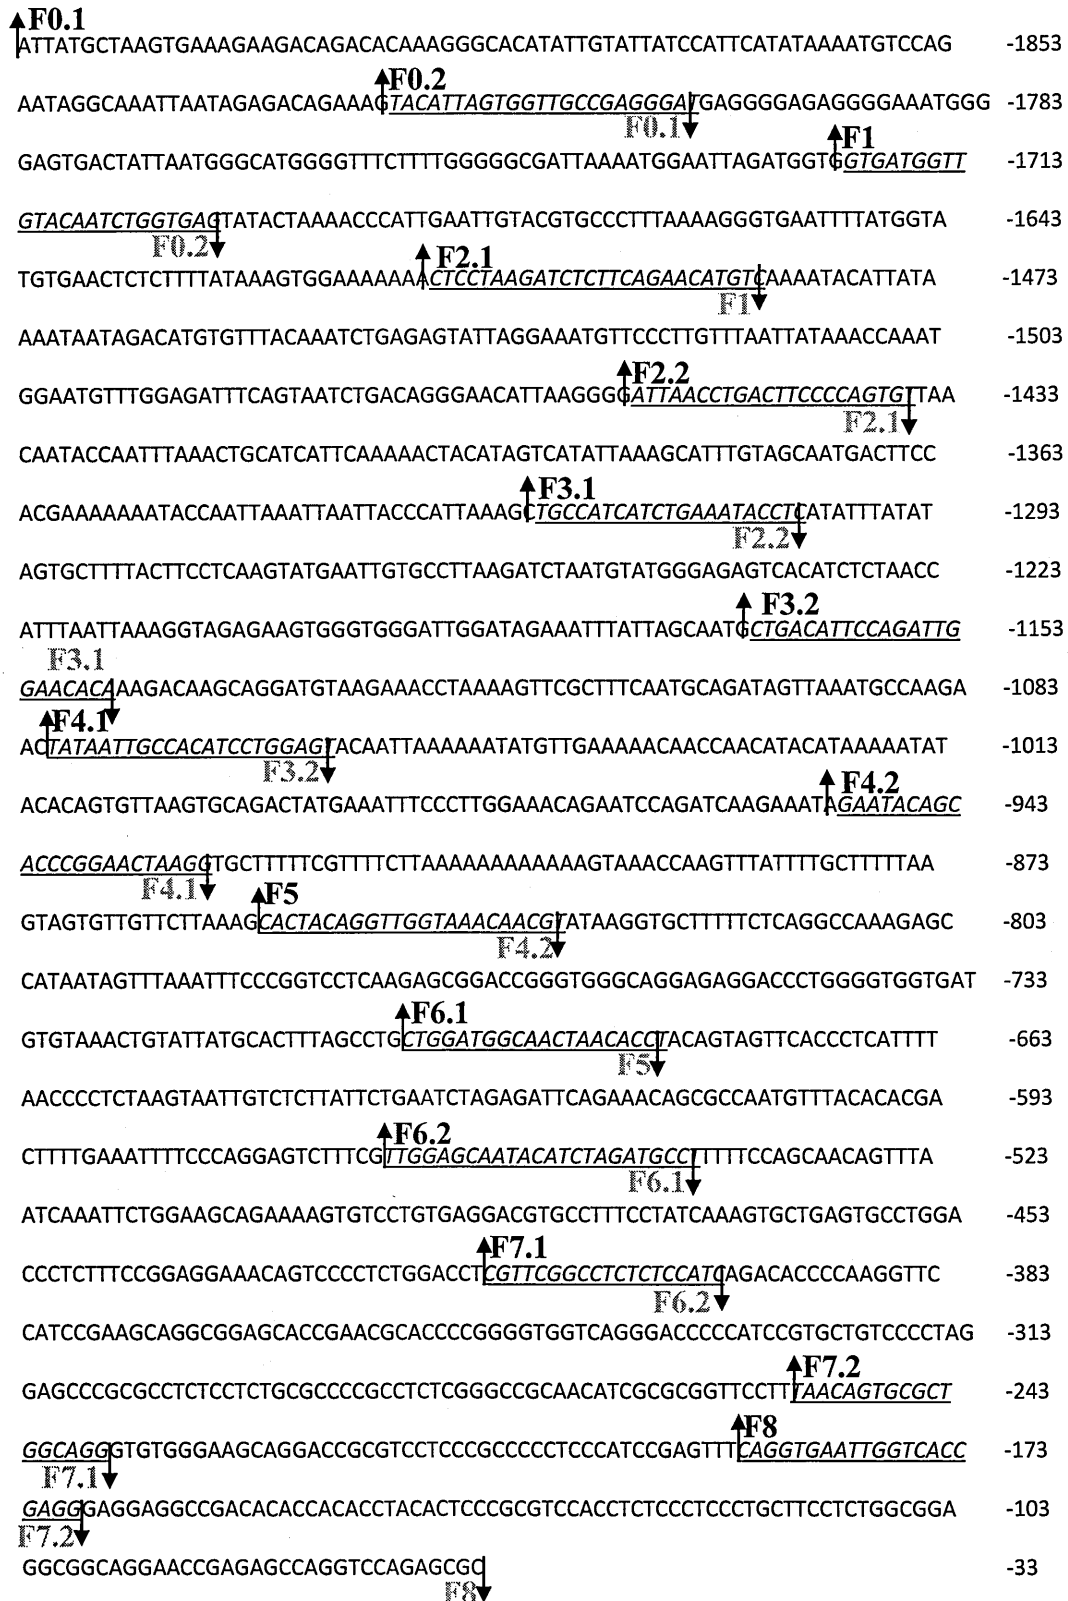 F0.1
ATTATGCTAAGTGAAAGAAGACAGACACAAAGGGCACATATTGTATTATCCATTCATATAAAATGTCCAG -1853
F0.2
AATAGGCAAATTAATAGAGACAGAAAGTACATTAGTGGTTGCCGAGGGATGAGGGGAGAGGGGAAATGGG -1783
F0.1
F1
GAGTGACTATTAATGGGCATGGGGTTTCTTTTGGGGGCGATTAAAATGGAATTAGATGGTGGTGATGGTT -1713
GTACAATCTGGTGAGTATACTAAAACCCATTGAATTGTACGTGCCCTTTAAAAGGGTGAATTTTATGGTA -1643
F0.2
F2.1
TGTGAACTCTCTTTTATAAAGTGGAAAAAAACTCCTAAGATCTCTTCAGAACATGTCAAAATACATTATA -1473
F1
AAATAATAGACATGTGTTTACAAATCTGAGAGTATTAGGAAATGTTCCCTTGTTTAATTATAAACCAAAT -1503
F2.2
GGAATGTTTGGAGATTTCAGTAATCTGACAGGGAACATTAAGGGGATTAACCTGACTTCCCCAGTGTTAA -1433
F2.1
CAATACCAATTTAAACTGCATCATTCAAAAACTACATAGTCATATTAAAGCATTTGTAGCAATGACTTCC -1363
F3.1
ACGAAAAAAAATACCAATTAAATTAATTACCCATTAAAGCTGCCATCATCTGAAATACCTCATATTTATAT -1293
F2.2
AGTGCTTTTACTTCCTCAAGTATGAATTGTGCCTTAAGATCTAATGTATGGGAGAGTCACATCTCTAACC -1223
F3.2
ATTTAATTAAAGGTAGAGAAGTGGGTGGGATTGGATAGAAATTTATTAGCAATGCTGACATTCCAGATTG -1153
F3.1
GAACACAAAGACAAGCAGGATGTAAGAAACCTAAAAGTTCGCTTTCAATGCAGATAGTTAAATGCCAAGA -1083
F4.1
ACTATAATTGCCACATCCTGGAGTACAATTAAAAAATATGTTGAAAAACAACCAACATACATAAAAATAT -1013
F3.2
F4.2
ACACAGTGTTAAGTGCAGACTATGAAATTTCCCTTGGAAACAGAATCCAGATCAAGAAATAGAATACAGC -943
ACCCGGAACTAAGGTGCTTTTTCGTTTTCTTAAAAAAAAAAAAAGTAAACCAAGTTTATTTTGCTTTTTAA -873
F4.1
F5
GTAGTGTTGTTCTTAAAGCACTACAGGTTGGTAAACAACGTATAAGGTGCTTTTTCTCAGGCCAAAGAGC -803
F4.2
CATAATAGTTTAAATTTCCCGGTCCTCAAGAGCGGACCGGGTGGGCAGGAGAGGACCCTGGGGTGGTGAT -733
F6.1
GTGTAAACTGTATTATGCACTTTAGCCTGCTGGATGGCAACTAACACCTACAGTAGTTCACCCTCATTTT -663
F5
AACCCCTCTAAGTAATTGTCTCTTATTCTGAATCTAGAGATTCAGAAACAGCGCCAATGTTTACACACGA -593
F6.2
CTTTTGAAATTTTCCCAGGAGTCTTTCGTTGGAGCAATACATCTAGATGCCTTTTTCCAGCAACAGTTTA -523
F6.1
ATCAAATTCTGGAAGCAGAAAAGTGTCCTGTGAGGACGTGCCTTTCCTATCAAAGTGCTGAGTGCCTGGA -453
F7.1
CCCTCTTTCCGGAGGAAACAGTCCCCTCTGGACCTCGTTCGGCCTCTCTCCATCAGACACCCCAAGGTTC -383
F6.2
CATCCGAAGCAGGCGGAGCACCGAACGCACCCCGGGGTGGTCAGGGACCCCCATCCGTGCTGTCCCCTAG -313
F7.2
GAGCCCGCGCCTCTCCTCTGCGCCCCGCCTCTCGGGCCGCAACATCGCGCGGTTCCTTTAACAGTGCGCT -243
F8
GGCAGGGTGTGGGAAGCAGGACCGCGTCCTCCCGCCCCCTCCCATCCGAGTTTCAGGTGAATTGGTCACC -173
F7.1
GAGGGAGGAGGCCGACACACCACACCTACACTCCCGCGTCCACCTCTCCCTCCCTGCTTCCTCTGGCGGA -103
F7.2
GGCGGCAGGAACCGAGAGCCAGGTCCAGAGCGC -33
F8